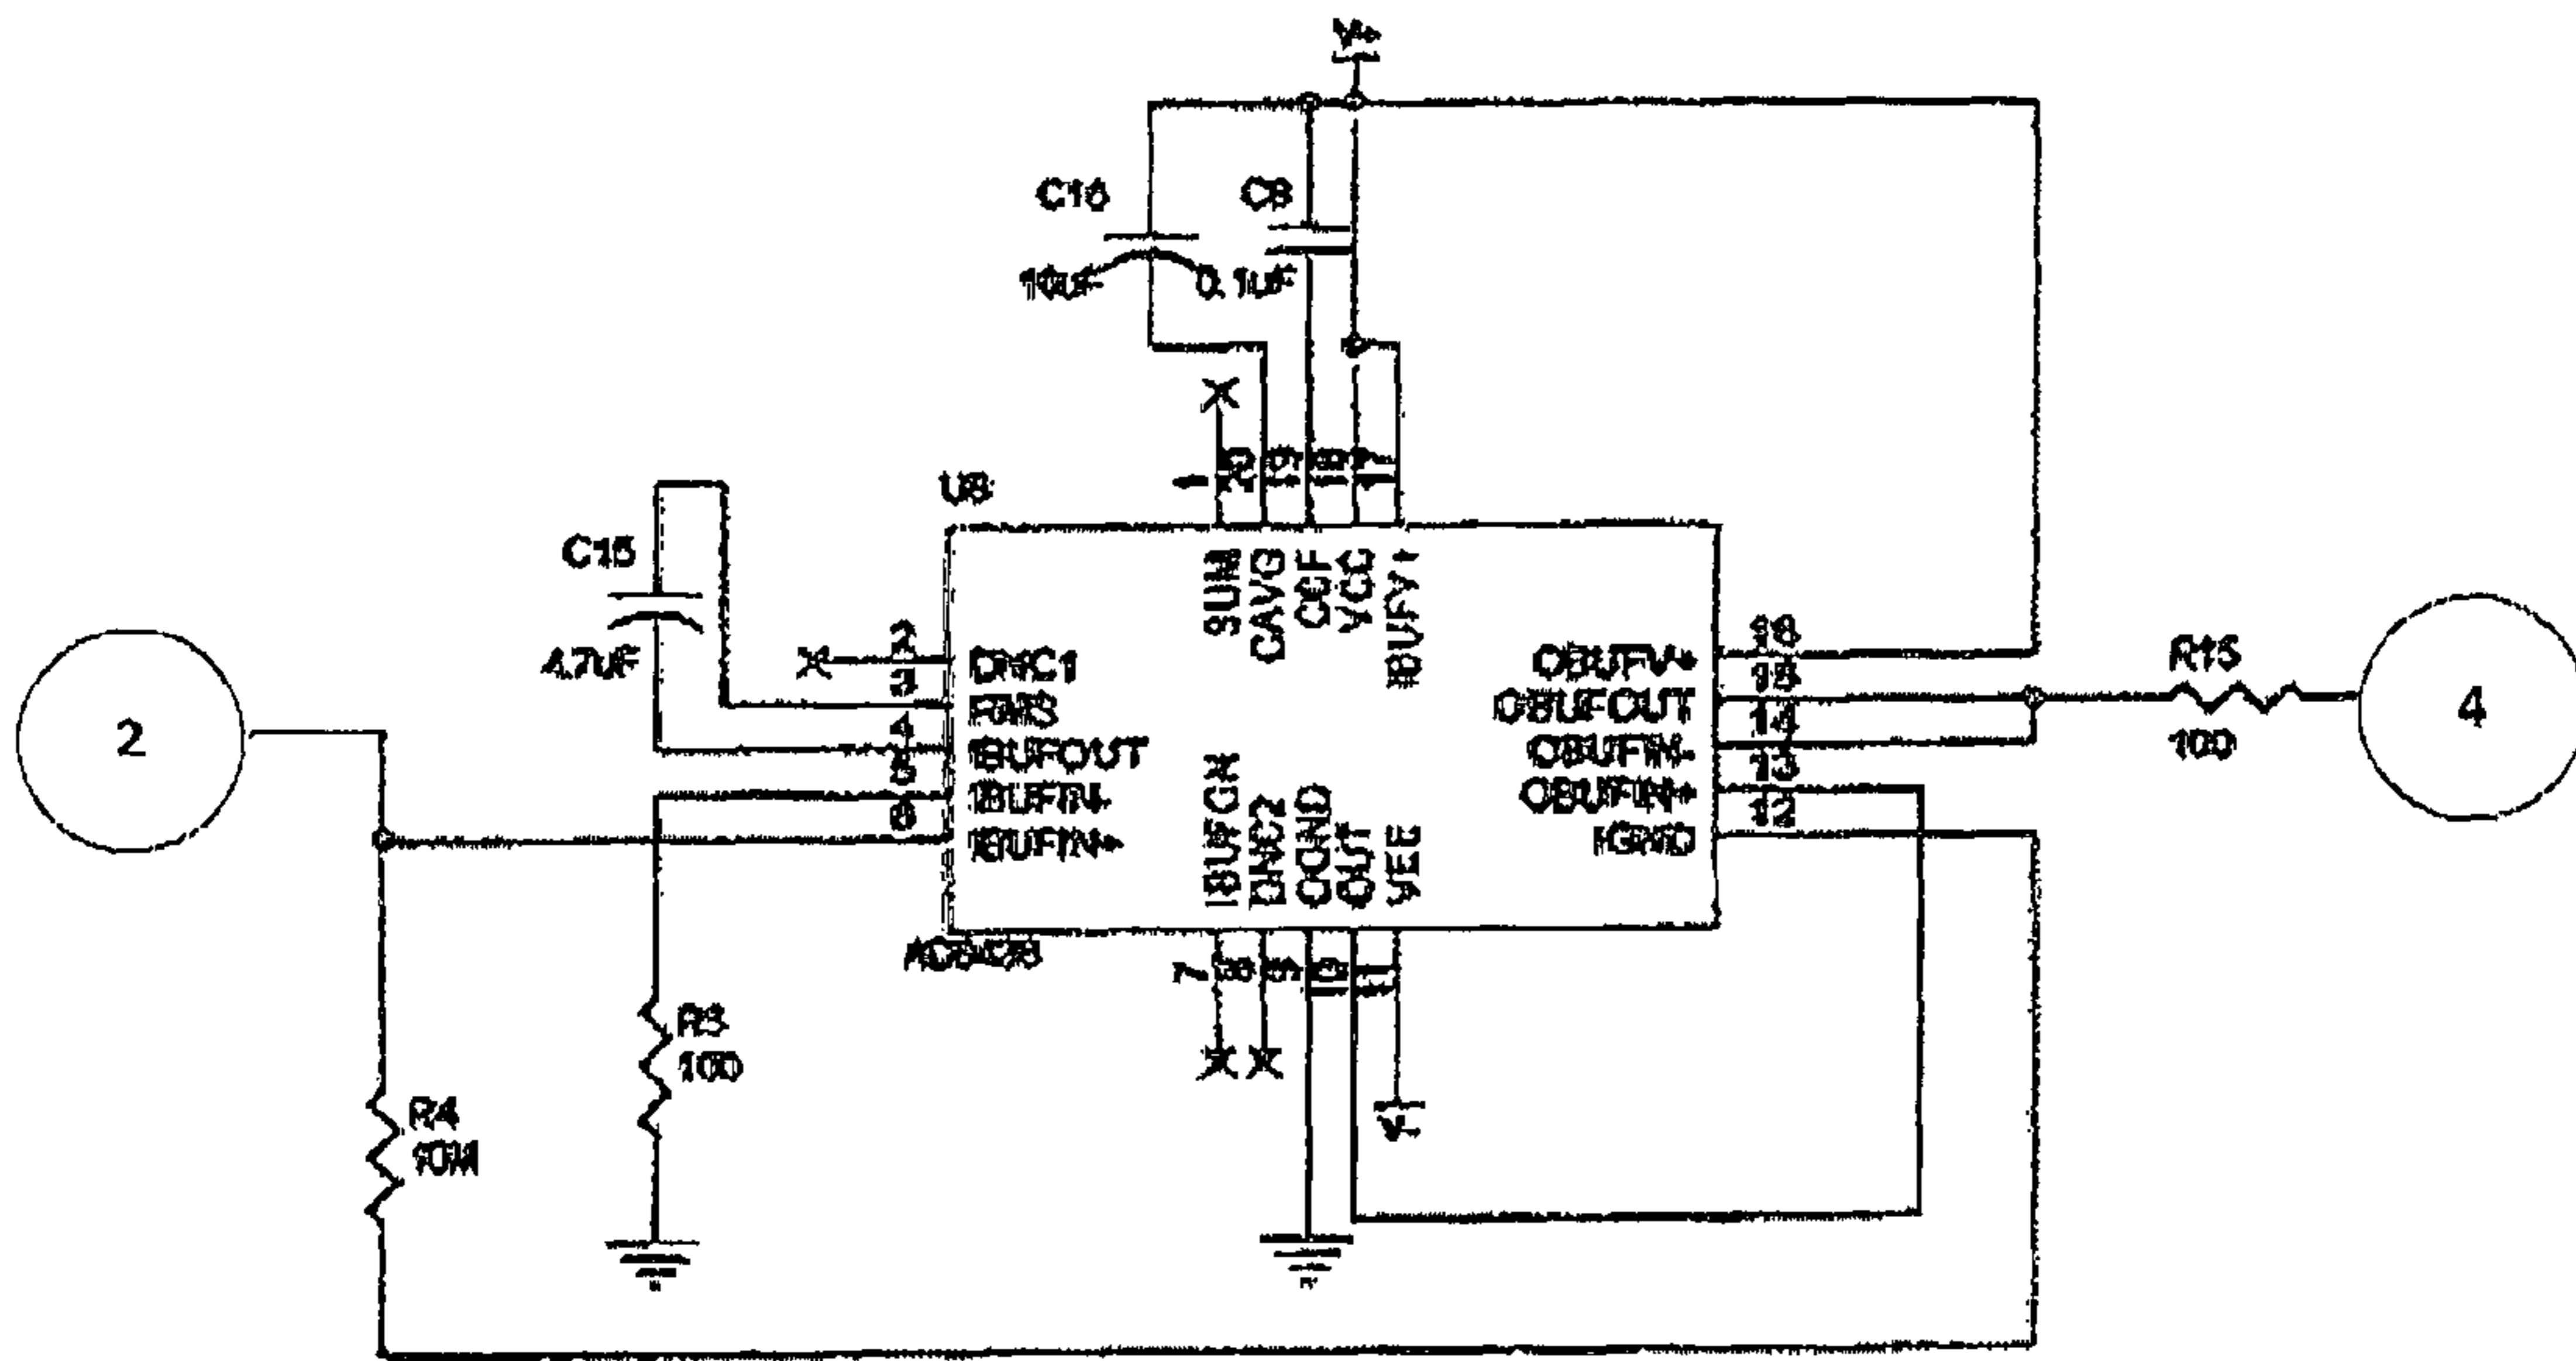 V+
C16
C8
10uF
0.1uF
1
20
19
18
17
U8
C15
4.7uF
SUM
CAVG
CCF
VCC
IBUFV+
2
DNC1
3
RMS
4
IBUFOUT
5
IBUFIN-
6
IBUFIN+
2
OBUFV+
16
OBUFOUT
15
OBUFIN-
14
OBUFIN+
13
IGND
12
R15
100
4
IBUFGN
DNC2
OUT
VEE
7
8
9
10
11
R3
100
R4
10M